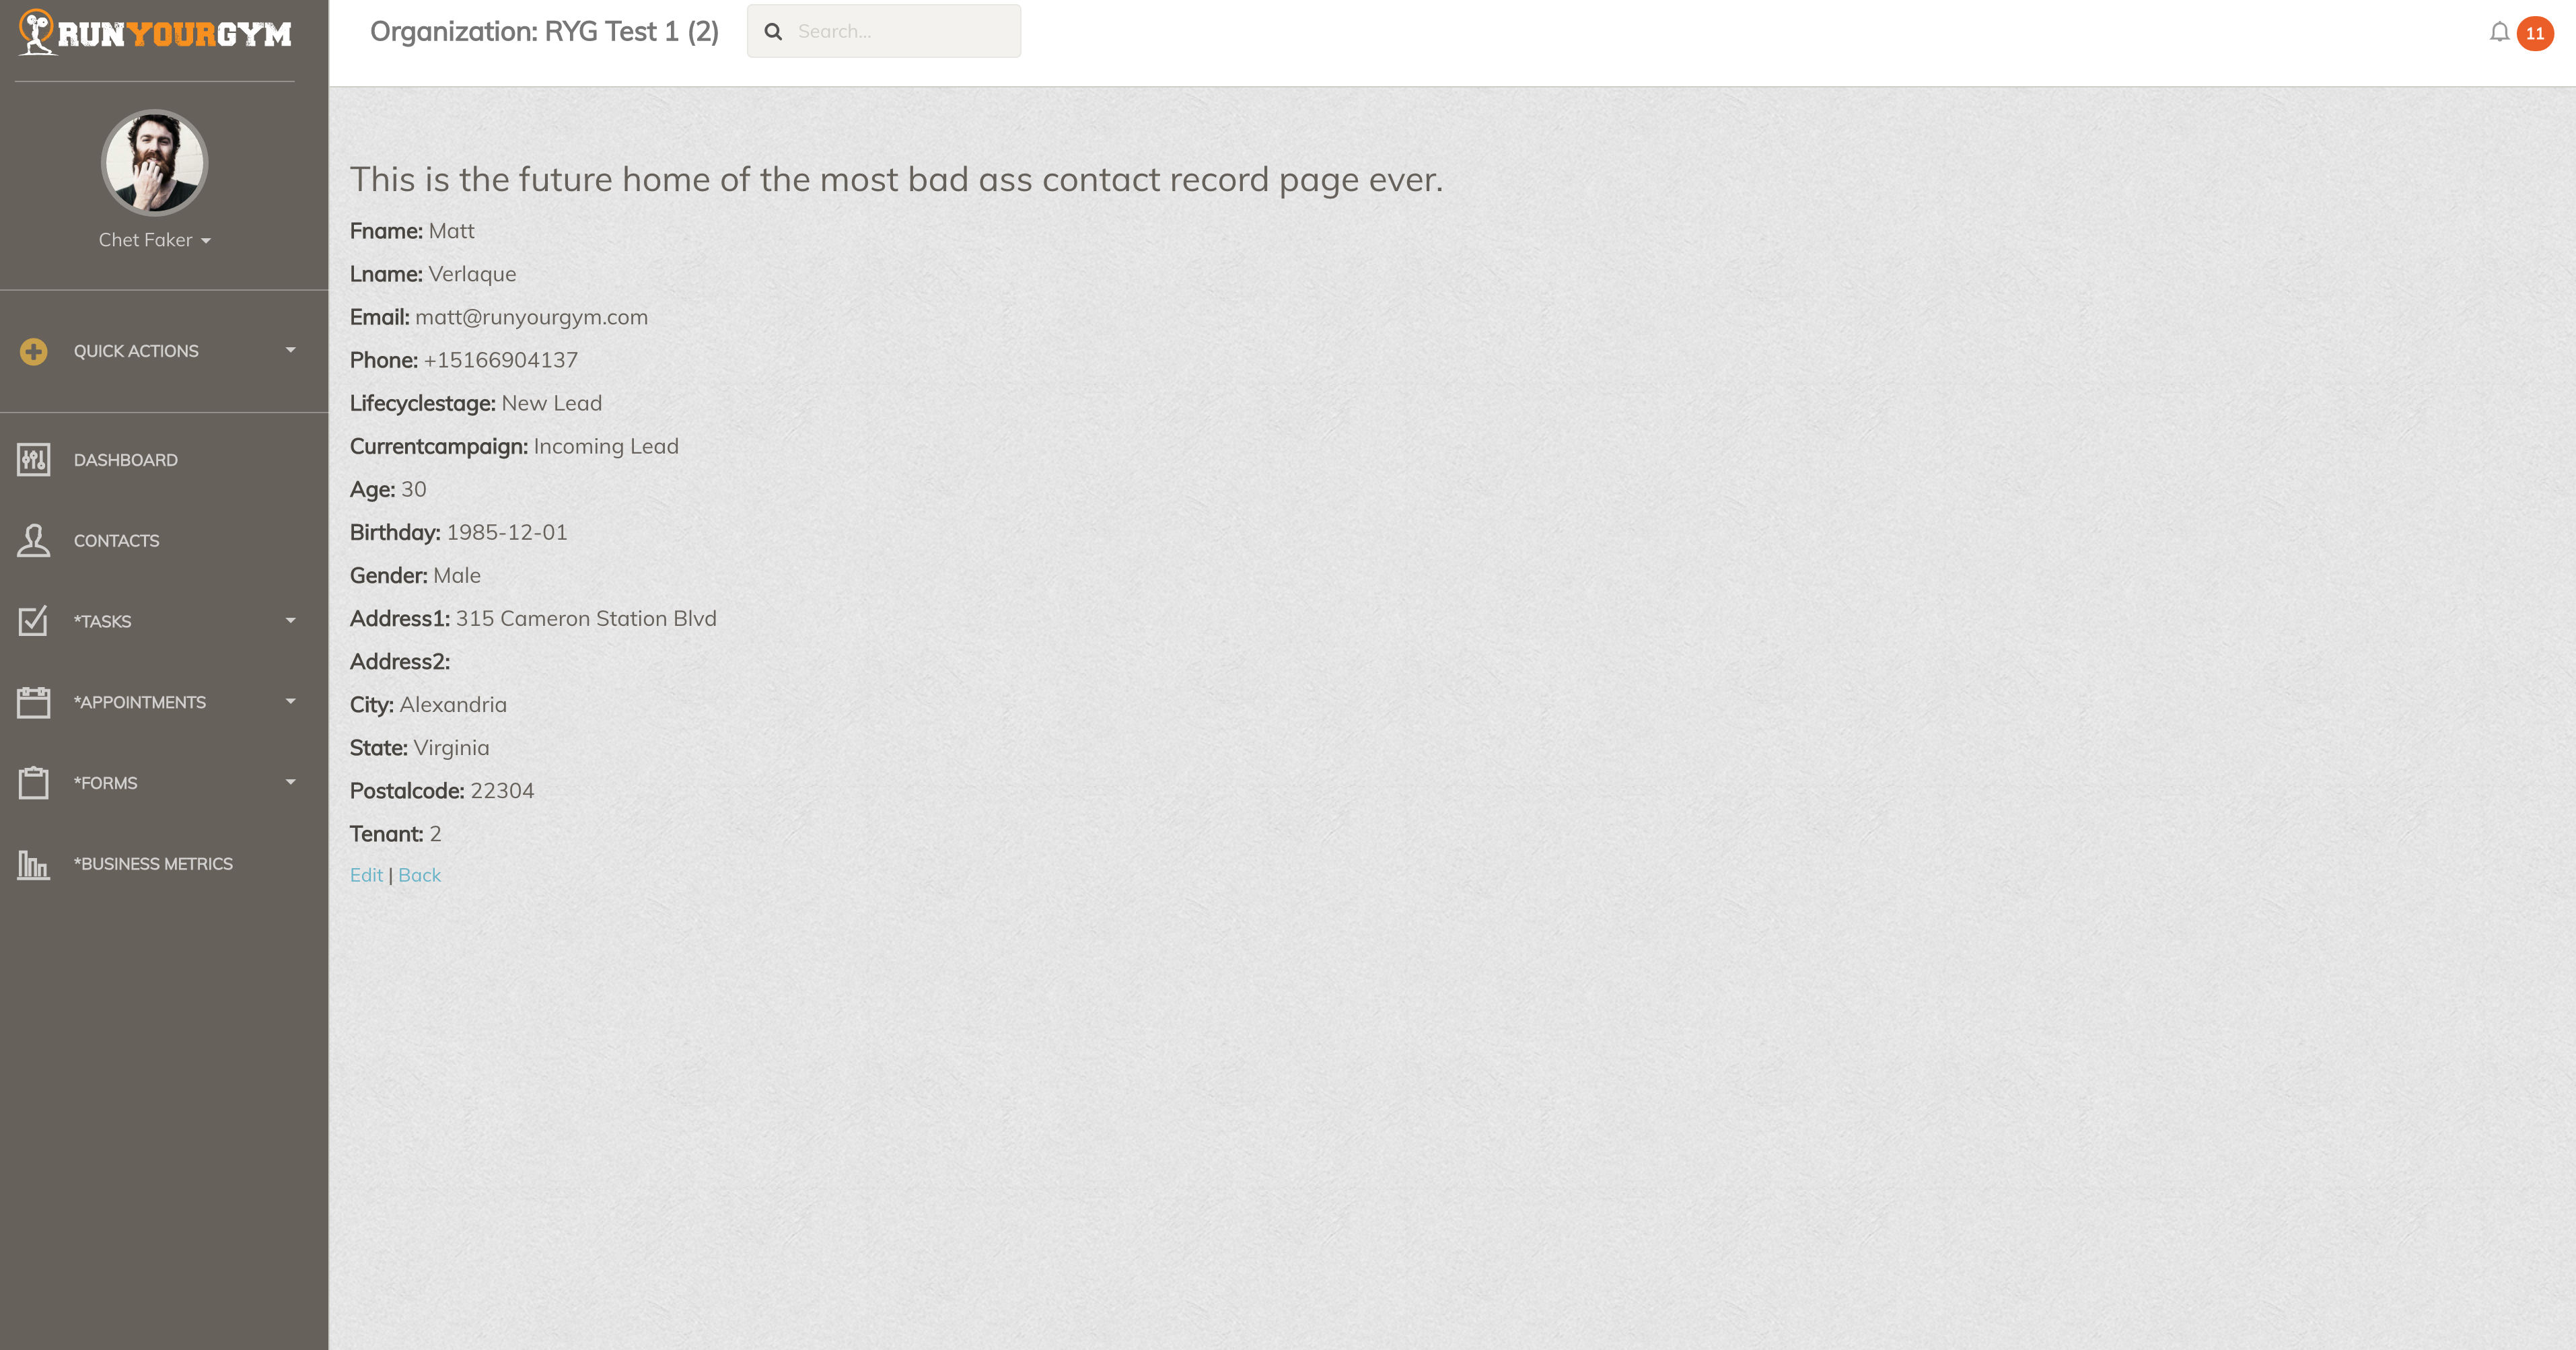 RUNYOURGYM
Chet Faker
QUICK ACTIONS
DASHBOARD
CONTACTS
*TASKS
*APPOINTMENTS
*FORMS
*BUSINESS METRICS
Organization: RYG Test 1 (2)
Search...
11
This is the future home of the most bad ass contact record page ever.
Fname: Matt
Lname: Verlaque
Email: matt@runyourgym.com
Phone: +15166904137
Lifecyclestage: New Lead
Currentcampaign: Incoming Lead
Age: 30
Birthday: 1985-12-01
Gender: Male
Address1: 315 Cameron Station Blvd
Address2:
City: Alexandria
State: Virginia
Postalcode: 22304
Tenant: 2
Edit | Back